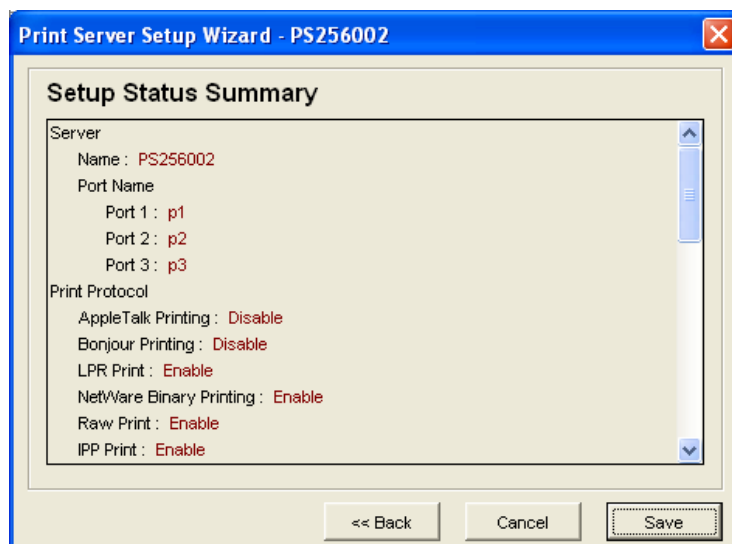 Print Server Setup Wizard - PS256002
Setup Status Summary
Server
Name : PS256002
Port Name
Port 1 : p1
Port 2 : p2
Port 3 : p3
Print Protocol
AppleTalk Printing : Disable
Bonjour Printing : Disable
LPR Print : Enable
NetWare Binary Printing : Enable
Raw Print : Enable
IPP Print : Enable
<< Back Cancel Save